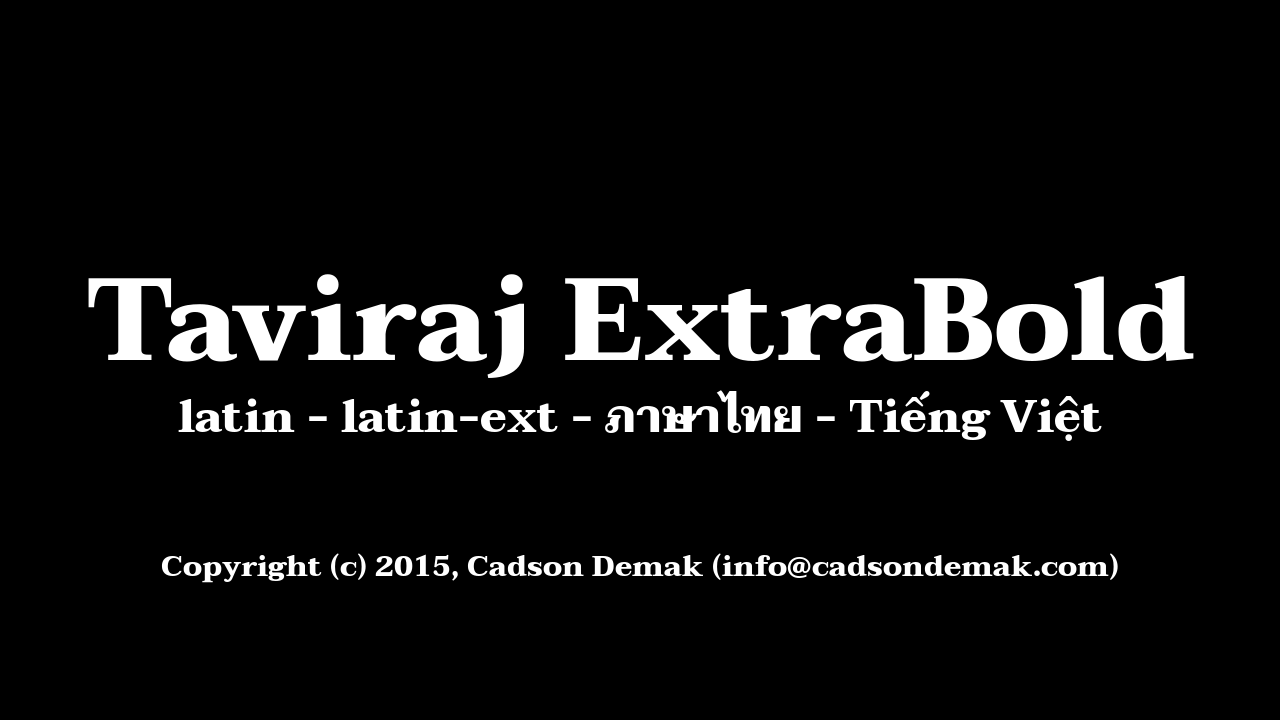 Taviraj ExtraBold
latin - latin-ext - ภาษาไทย - Tiếng Việt
Copyright (c) 2015, Cadson Demak (info@cadsondemak.com)